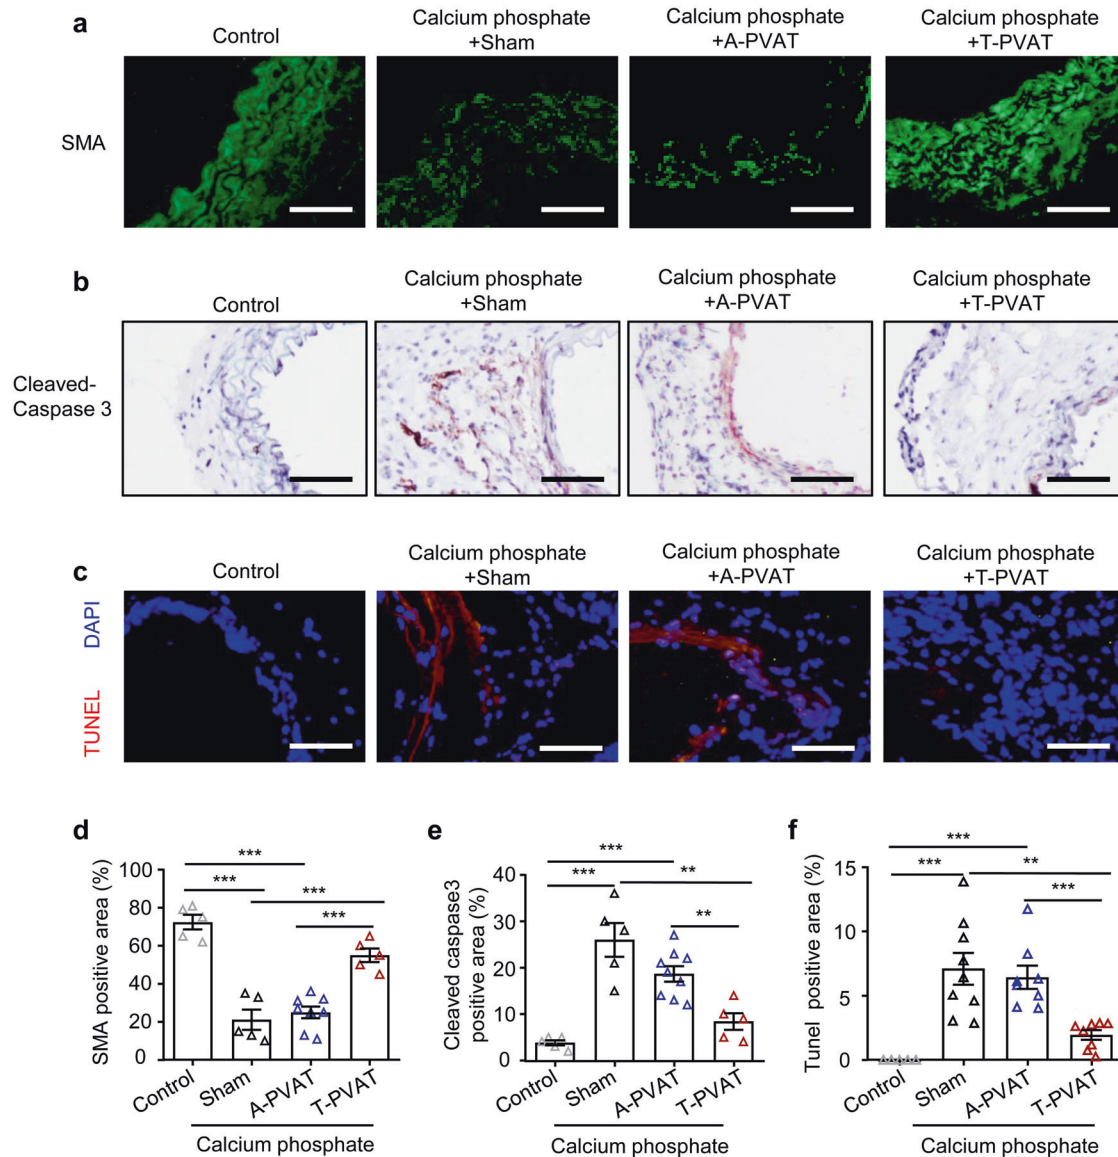 a
Control
Calcium phosphate
+Sham
Calcium phosphate
+A-PVAT
Calcium phosphate
+T-PVAT
SMA
b
Control
Calcium phosphate
+Sham
Calcium phosphate
+A-PVAT
Calcium phosphate
+T-PVAT
Cleaved-
Caspase 3
c
Control
Calcium phosphate
+Sham
Calcium phosphate
+A-PVAT
Calcium phosphate
+T-PVAT
TUNEL DAPI
d
SMA positive area (%)
100
80
60
40
20
0
***
***
***
***
Control
Sham
A-PVAT
T-PVAT
Calcium phosphate
e
Cleaved caspase3
positive area (%)
40
30
20
10
0
***
***
**
**
Control
Sham
A-PVAT
T-PVAT
Calcium phosphate
f
Tunel positive area (%)
15
10
5
0
***
***
**
***
Control
Sham
A-PVAT
T-PVAT
Calcium phosphate